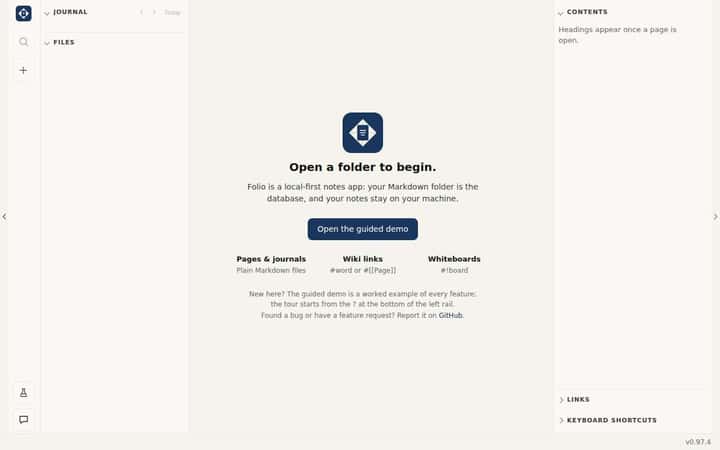 JOURNAL
Today
FILES
Open a folder to begin.
Folio is a local-first notes app: your Markdown folder is the
database, and your notes stay on your machine.
Open the guided demo
Pages & journals
Plain Markdown files
Wiki links
#word or #[[Page]]
Whiteboards
#!board
New here? The guided demo is a worked example of every feature;
the tour starts from the ? at the bottom of the left rail.
Found a bug or have a feature request? Report it on GitHub.
CONTENTS
Headings appear once a page is
open.
LINKS
KEYBOARD SHORTCUTS
v0.97.4